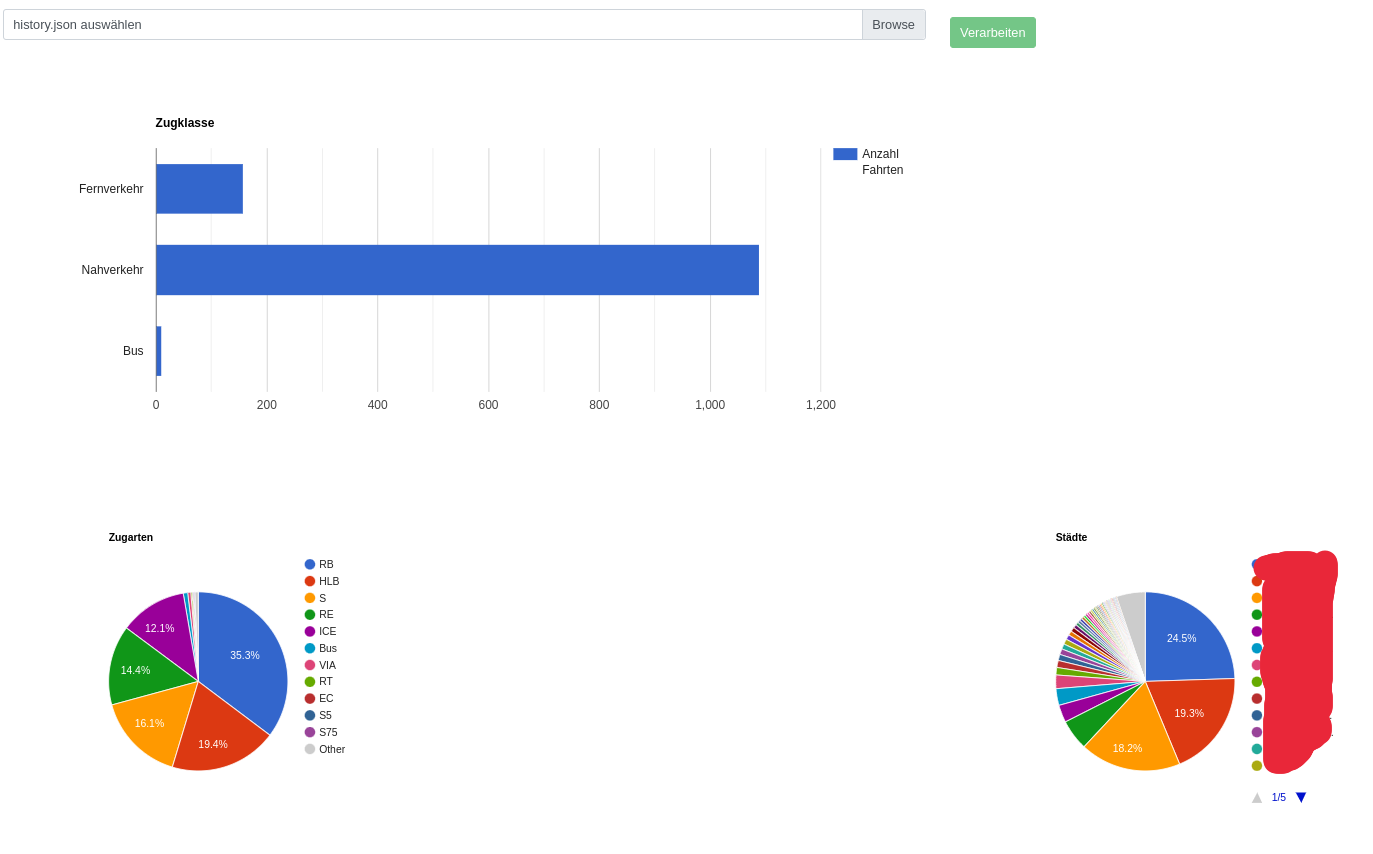 history.json auswählen
Browse
Verarbeiten
Zugklasse
Anzahl
Fahrten
Fernverkehr
Nahverkehr
Bus
0
200
400
600
800
1,000
1,200
Zugarten
35.3%
19.4%
16.1%
14.4%
12.1%
RB
HLB
S
RE
ICE
Bus
VIA
RT
EC
S5
S75
Other
Städte
24.5%
19.3%
18.2%
1/5